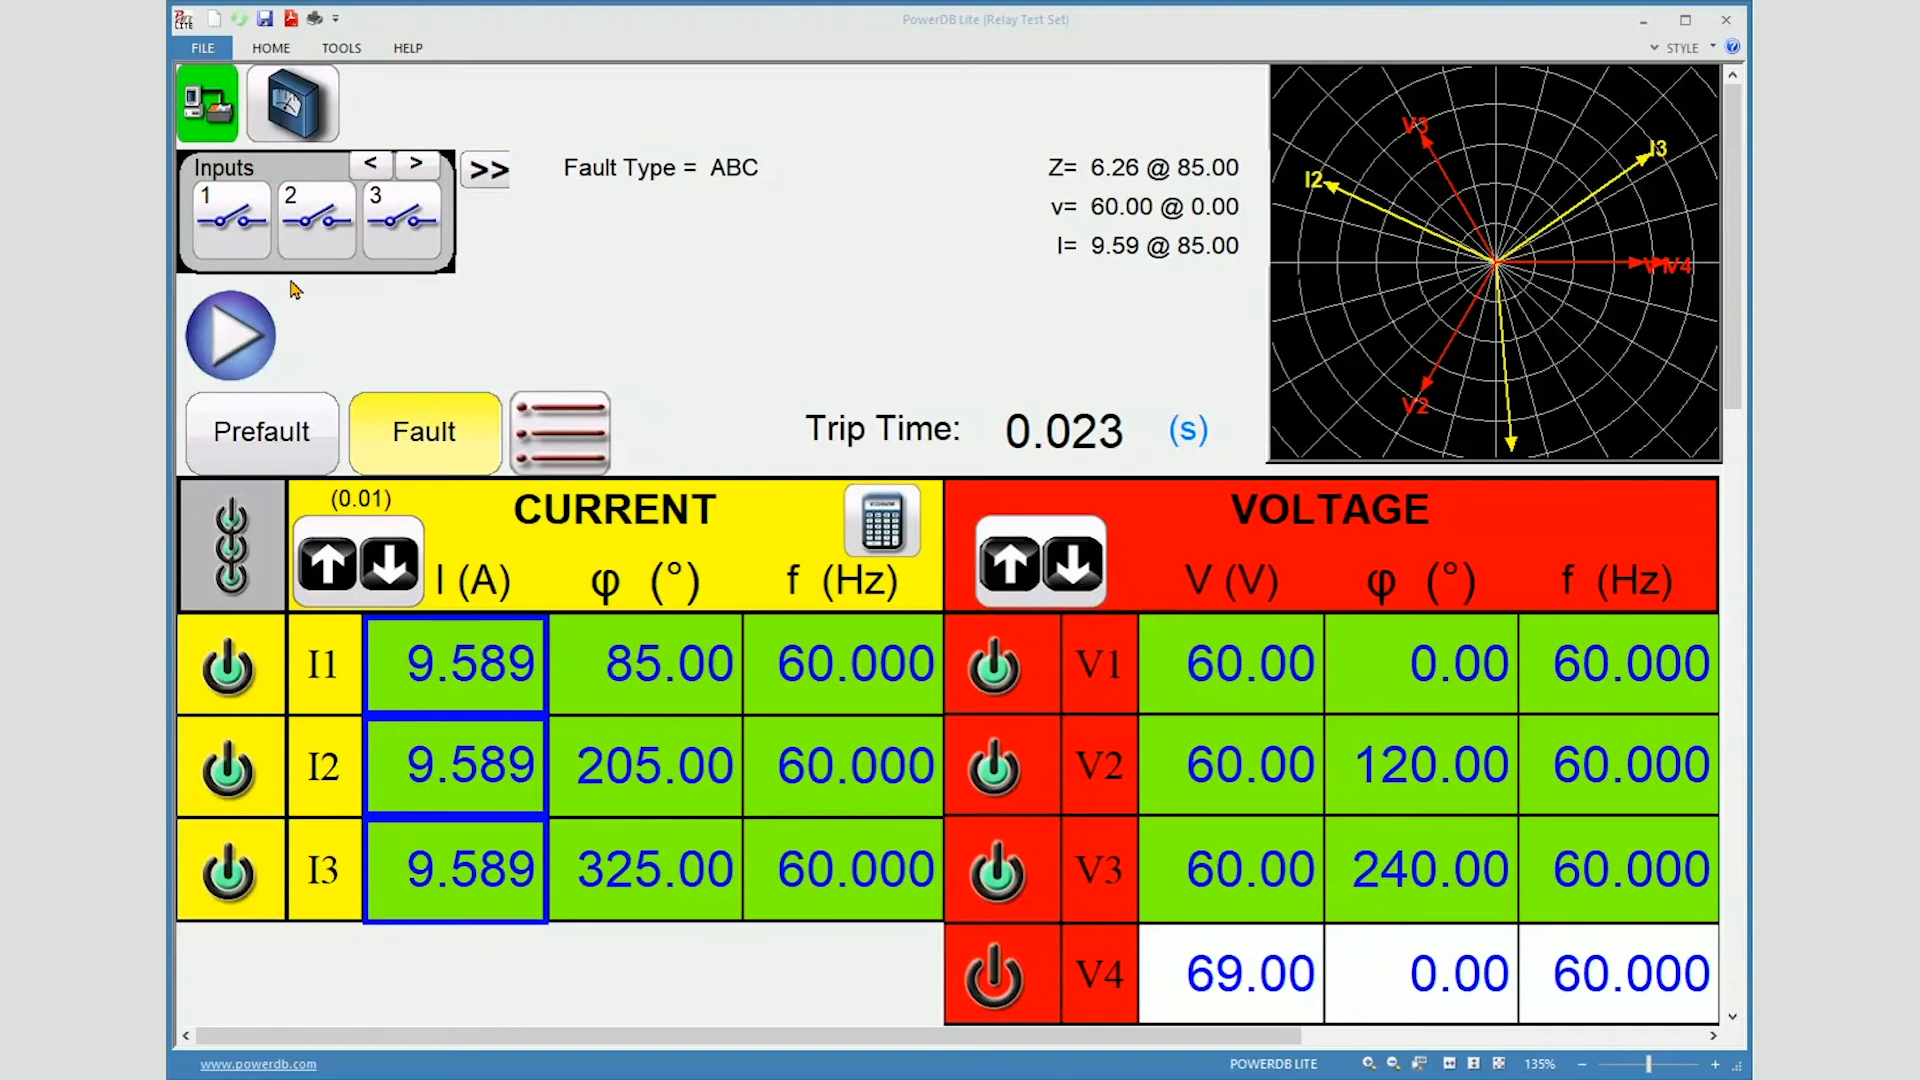 PowerDB Lite (Relay Test Set)
FILE HOME TOOLS HELP STYLE
Inputs < >
1 2 3
>>
Fault Type = ABC
Z= 6.26 @ 85.00
v= 60.00 @ 0.00
I= 9.59 @ 85.00
V3
I3
I2
V4
V2
Prefault Fault Trip Time: 0.023 (s)
(0.01) CURRENT VOLTAGE
I (A) φ (°) f (Hz) V (V) φ (°) f (Hz)
I1 9.589 85.00 60.000 V1 60.00 0.00 60.000
I2 9.589 205.00 60.000 V2 60.00 120.00 60.000
I3 9.589 325.00 60.000 V3 60.00 240.00 60.000
V4 69.00 0.00 60.000
www.powerdb.com POWERDB LITE 135%